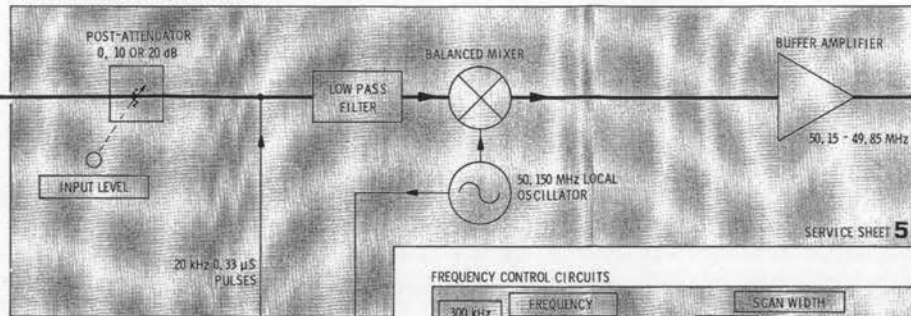 POST-ATTENUATOR
0, 10 OR 20 dB
INPUT LEVEL
20 kHz 0.33 µS
PULSES
LOW PASS
FILTER
BALANCED MIXER
50.150 MHz LOCAL
OSCILLATOR
BUFFER AMPLIFIER
50.15 - 49.85 MHz
SERVICE SHEET 5
FREQUENCY CONTROL CIRCUITS
300 kHz
FREQUENCY
SCAN WIDTH